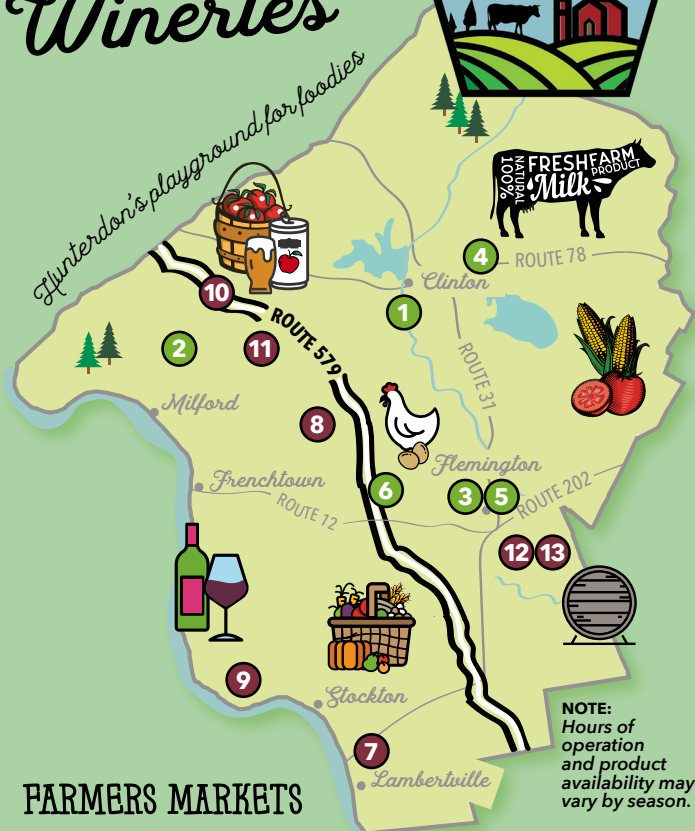 Wineries
Hunterdon's playground for foodies
100%
NATURAL
FRESH FARM
Milk
PRODUCT
4
ROUTE 78
Clinton
10
1
ROUTE 579
2
11
ROUTE 31
Milford
8
Flemington
Frenchtown
6
3
5
ROUTE 202
ROUTE 12
12
13
9
Stockton
7
Lambertville
NOTE:
Hours of
operation
and product
availability may
vary by season.
FARMERS MARKETS